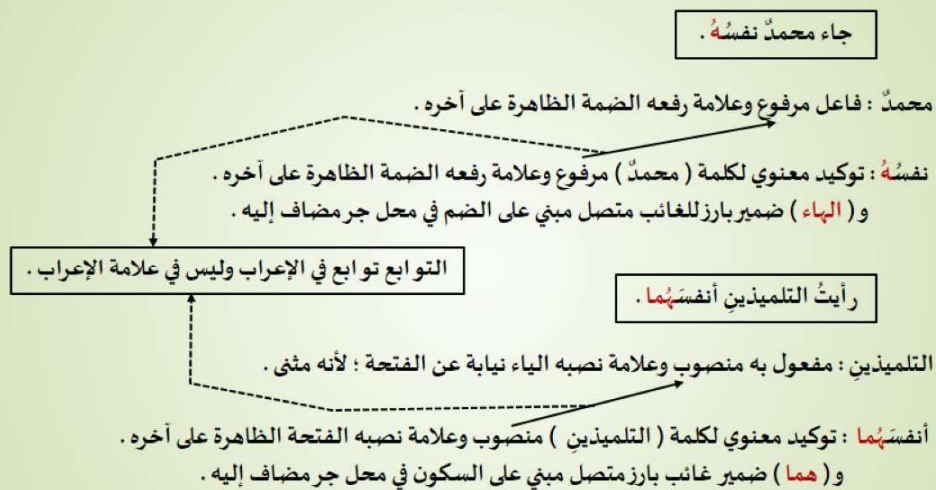 جاء محمدٌ نفسُهُ .
محمدٌ : فاعل مرفوع وعلامة رفعه الضمة الظاهرة على آخره .
نفسُهُ : توكيد معنوي لكلمة ( محمدٌ ) مرفوع وعلامة رفعه الضمة الظاهرة على آخره .
و ( الهاء ) ضمير بارز للغائب متصل مبني على الضم في محل جر مضاف إليه .
التوابع توابع في الإعراب وليس في علامة الإعراب .
رأيتُ التلميذينِ أنفسَهُما .
التلميذينِ : مفعول به منصوب وعلامة نصبه الياء نيابة عن الفتحة ؛ لأنه مثنى .
أنفسَهُما : توكيد معنوي لكلمة ( التلميذينِ ) منصوب وعلامة نصبه الفتحة الظاهرة على آخره .
و ( هما ) ضمير غائب بارز متصل مبني على السكون في محل جر مضاف إليه .